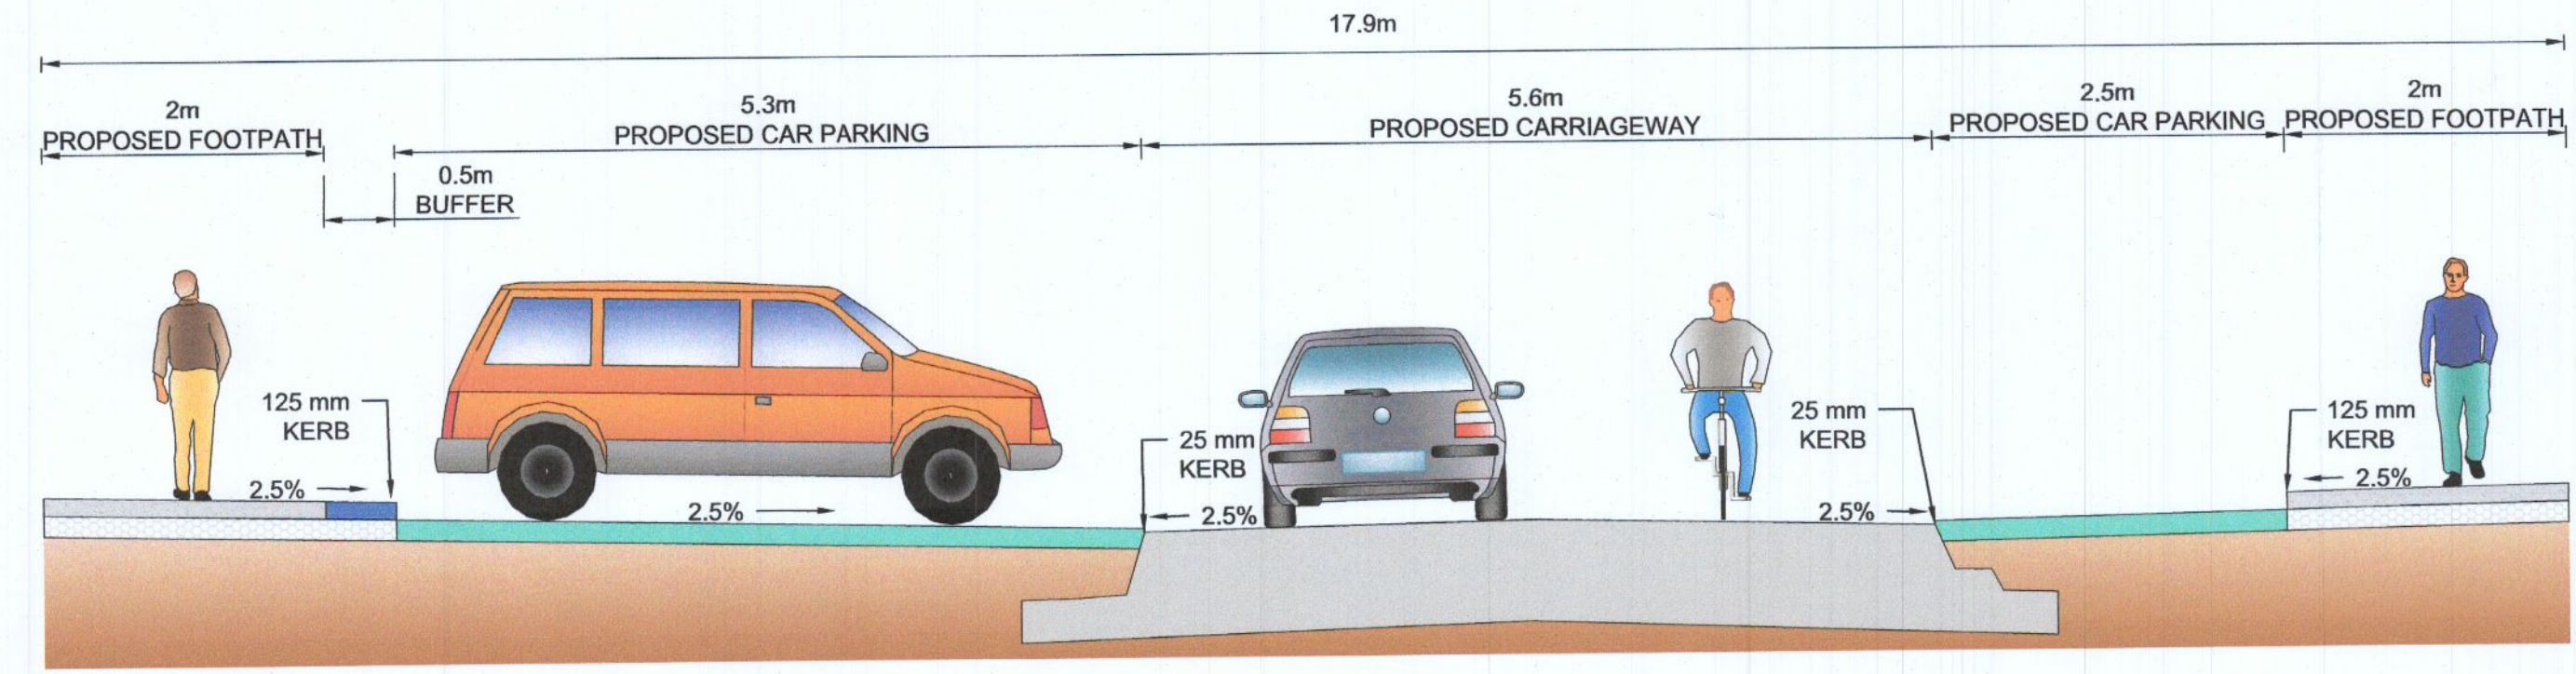 17.9m
2m
PROPOSED FOOTPATH
5.3m
PROPOSED CAR PARKING
5.6m
PROPOSED CARRIAGEWAY
2.5m
PROPOSED CAR PARKING
2m
PROPOSED FOOTPATH
0.5m
BUFFER
125 mm
KERB
2.5%
2.5%
25 mm
KERB
2.5%
25 mm
KERB
2.5%
125 mm
KERB
2.5%